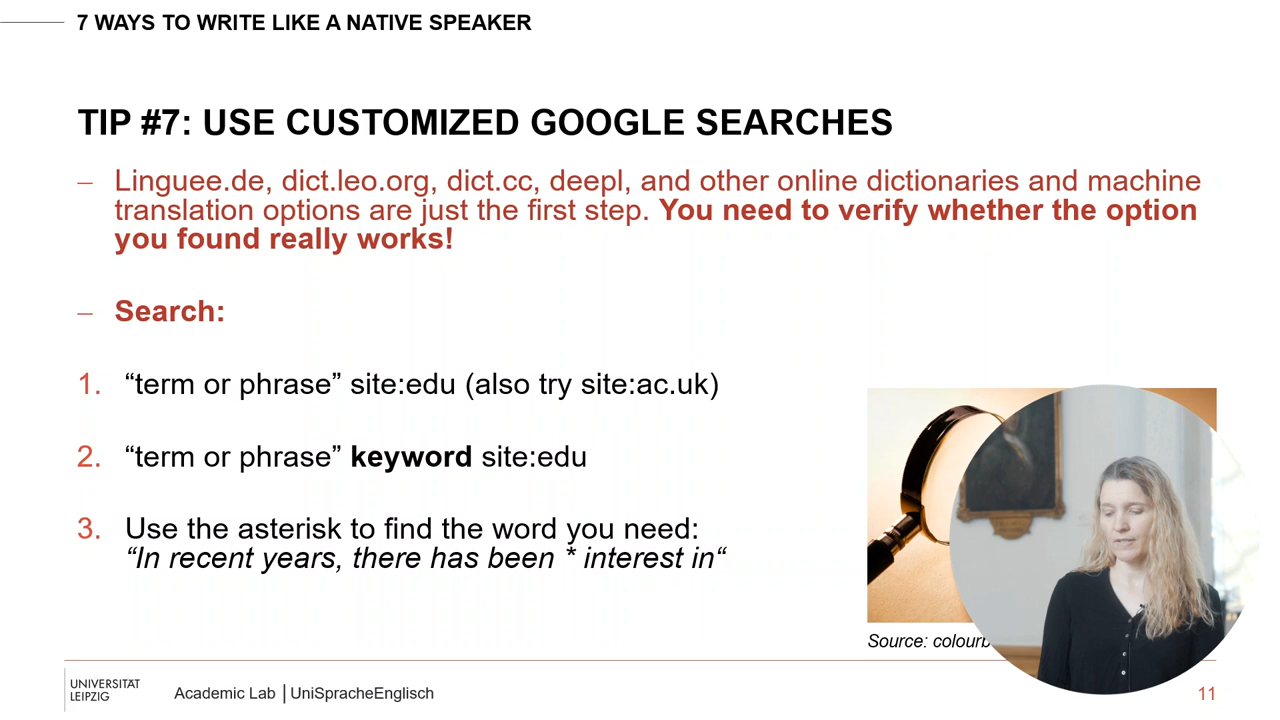 7 WAYS TO WRITE LIKE A NATIVE SPEAKER
TIP #7: USE CUSTOMIZED GOOGLE SEARCHES
– Linguee.de, dict.leo.org, dict.cc, deepl, and other online dictionaries and machine
translation options are just the first step. You need to verify whether the option
you found really works!
– Search:
1. “term or phrase” site:edu (also try site:ac.uk)
2. “term or phrase” keyword site:edu
3. Use the asterisk to find the word you need:
“In recent years, there has been * interest in“
Source:
UNIVERSITÄT
LEIPZIG
Academic Lab | UniSpracheEnglisch
11